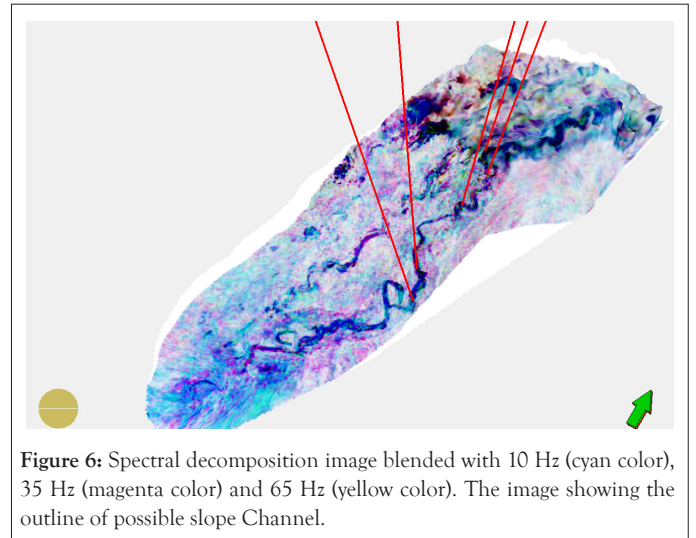 Figure 6: Spectral decomposition image blended with 10 Hz (cyan color),
35 Hz (magenta color) and 65 Hz (yellow color). The image showing the
outline of possible slope Channel.